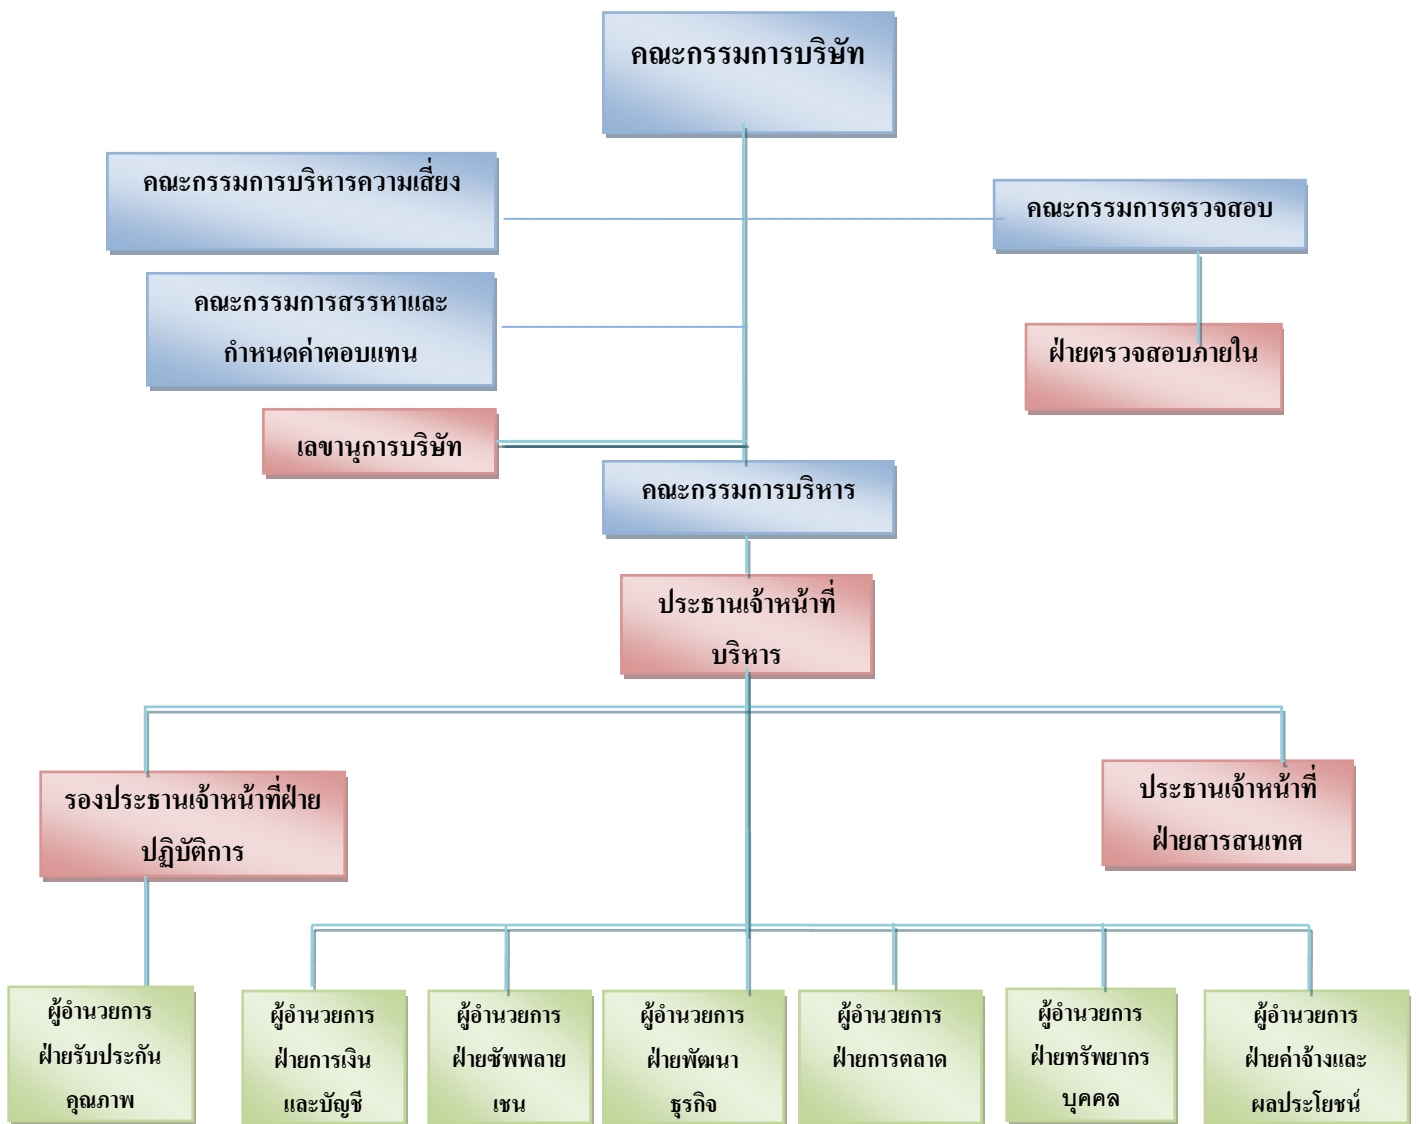 คณะกรรมการบริษัท
คณะกรรมการบริหารความเสี่ยง
คณะกรรมการตรวจสอบ
คณะกรรมการสรรหาและ
กำหนดค่าตอบแทน
ฝ่ายตรวจสอบภายใน
เลขานุการบริษัท
คณะกรรมการบริหาร
ประธานเจ้าหน้าที่
บริหาร
รองประธานเจ้าหน้าที่ฝ่าย
ปฏิบัติการ
ประธานเจ้าหน้าที่
ฝ่ายสารสนเทศ
ผู้อำนวยการ
ฝ่ายรับประกัน
คุณภาพ
ผู้อำนวยการ
ฝ่ายการเงิน
และบัญชี
ผู้อำนวยการ
ฝ่ายซัพพลาย
เชน
ผู้อำนวยการ
ฝ่ายพัฒนา
ธุรกิจ
ผู้อำนวยการ
ฝ่ายการตลาด
ผู้อำนวยการ
ฝ่ายทรัพยากร
บุคคล
ผู้อำนวยการ
ฝ่ายค่าจ้างและ
ผลประโยชน์